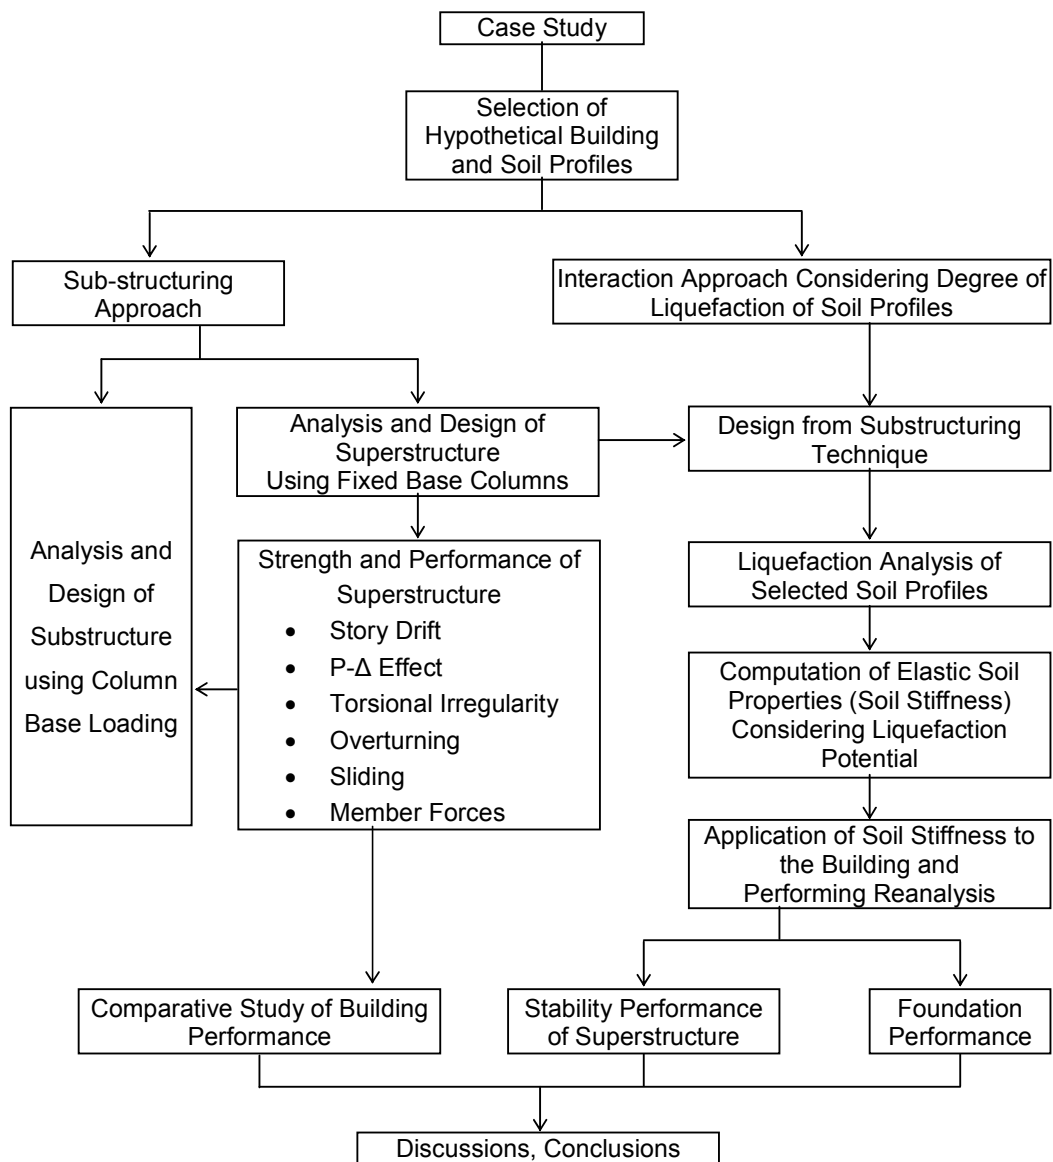 Case Study
Selection of
Hypothetical Building
and Soil Profiles
Sub-structuring
Approach
Interaction Approach Considering Degree of
Liquefaction of Soil Profiles
Analysis and
Design of
Substructure
using Column
Base Loading
Analysis and Design of
Superstructure
Using Fixed Base Columns
Design from Substructuring
Technique
Strength and Performance of
Superstructure
• Story Drift
• P-Δ Effect
• Torsional Irregularity
• Overturning
• Sliding
• Member Forces
Liquefaction Analysis of
Selected Soil Profiles
Computation of Elastic Soil
Properties (Soil Stiffness)
Considering Liquefaction
Potential
Application of Soil Stiffness to
the Building and
Performing Reanalysis
Comparative Study of Building
Performance
Stability Performance
of Superstructure
Foundation
Performance
Discussions, Conclusions